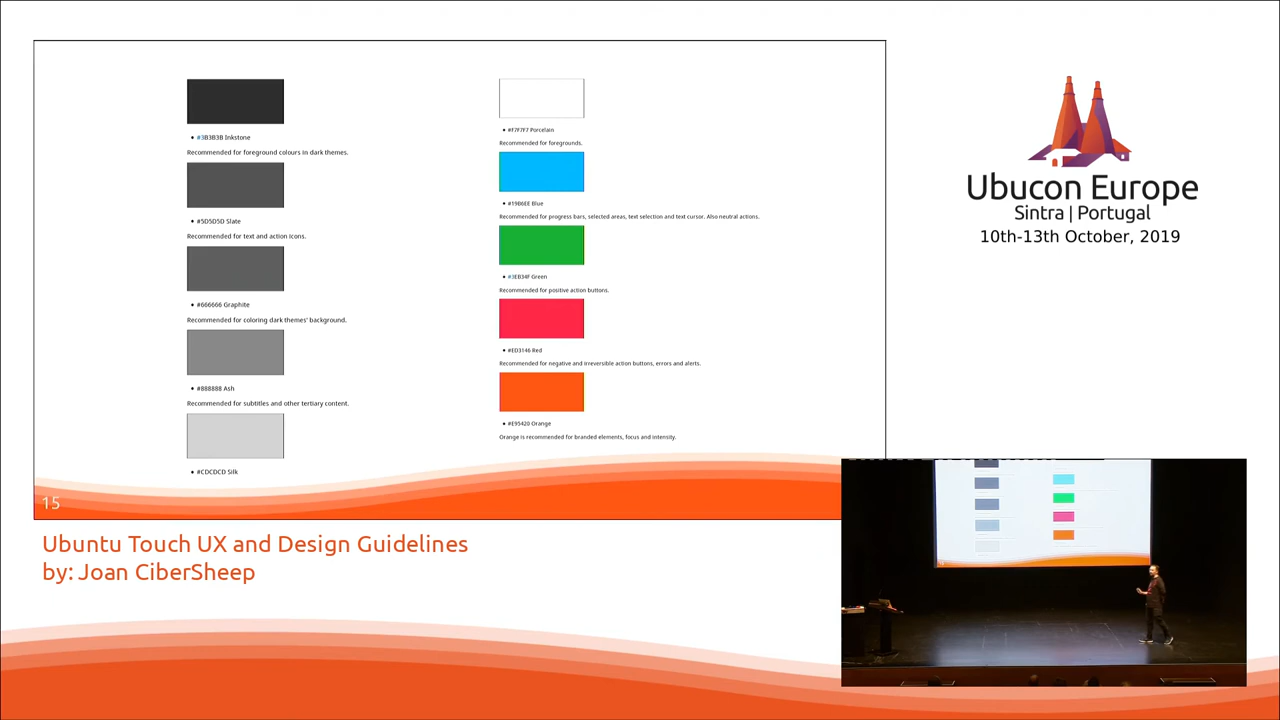 #3B3B3B Inkstone
Recommended for foreground colours in dark themes.
#5D5D5D Slate
Recommended for text and action icons.
#666666 Graphite
Recommended for coloring dark themes' background.
#888888 Ash
Recommended for subtitles and other tertiary content.
#CDCDCD Silk
#F7F7F7 Porcelain
Recommended for foregrounds.
#19B6EE Blue
Recommended for progress bars, selected areas, text selection and text cursor. Also neutral actions.
#3EB34F Green
Recommended for positive action buttons.
#ED3146 Red
Recommended for negative and irreversible action buttons, errors and alerts.
#E95420 Orange
Orange is recommended for branded elements, focus and intensity.
15
Ubucon Europe
Sintra | Portugal
10th-13th October, 2019
Ubuntu Touch UX and Design Guidelines
by: Joan CiberSheep